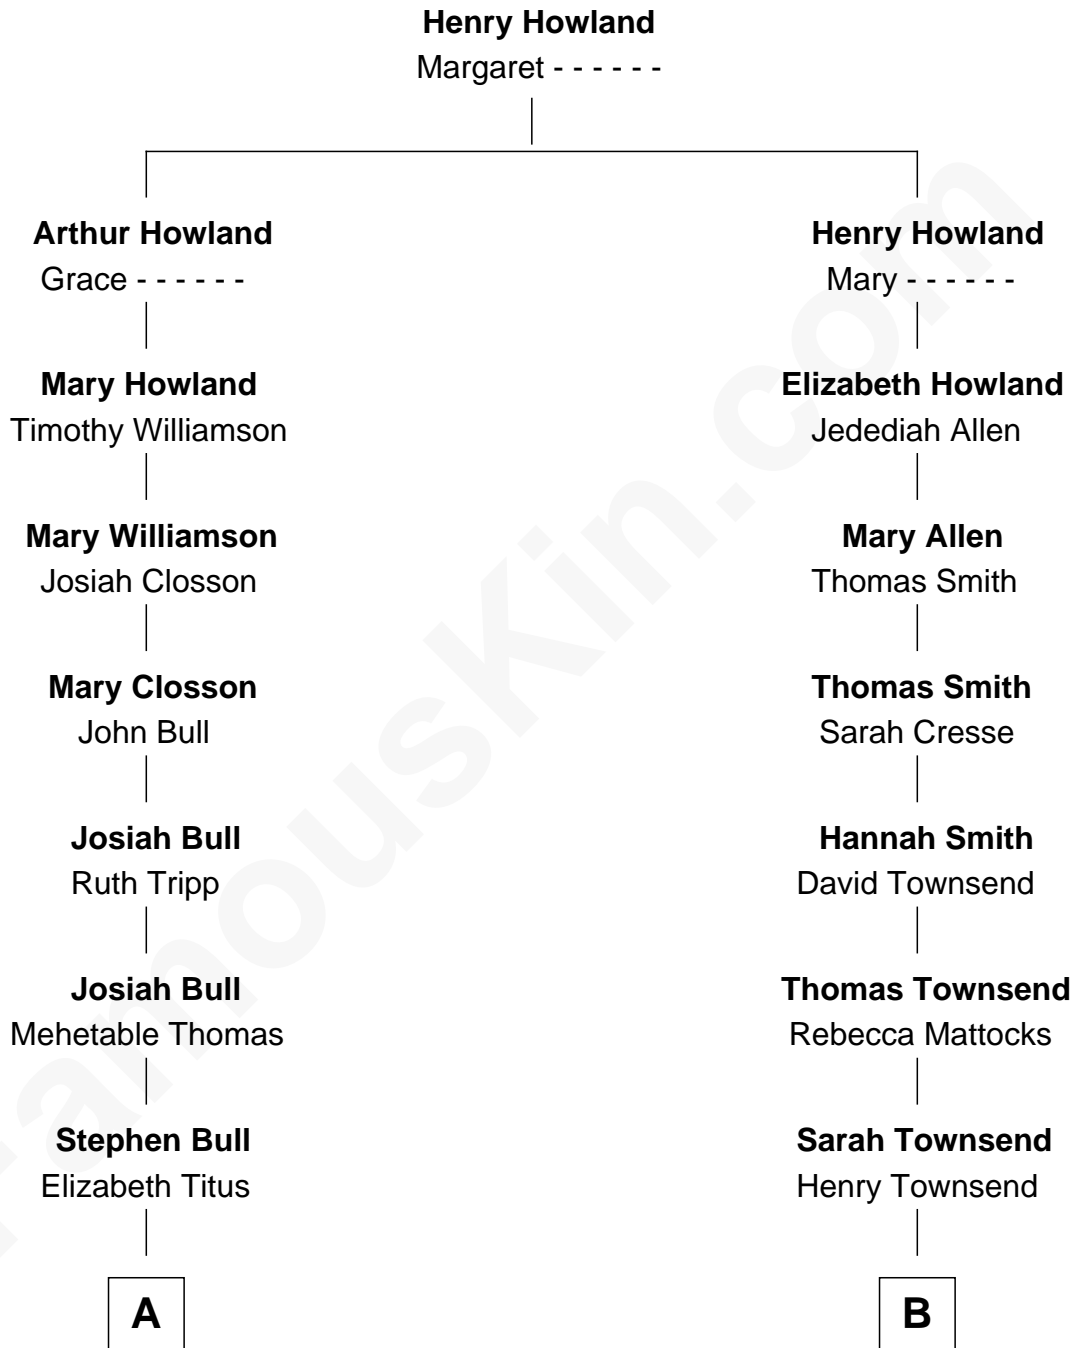 Henry Howland
Margaret - - - - - -
Arthur Howland
Grace - - - - - -
Henry Howland
Mary - - - - - -
Mary Howland
Timothy Williamson
Elizabeth Howland
Jedediah Allen
Mary Williamson
Josiah Closson
Mary Allen
Thomas Smith
Mary Closson
John Bull
Thomas Smith
Sarah Cresse
Josiah Bull
Ruth Tripp
Hannah Smith
David Townsend
Josiah Bull
Mehetable Thomas
Thomas Townsend
Rebecca Mattocks
Stephen Bull
Elizabeth Titus
Sarah Townsend
Henry Townsend
A
B
FamousKin.com